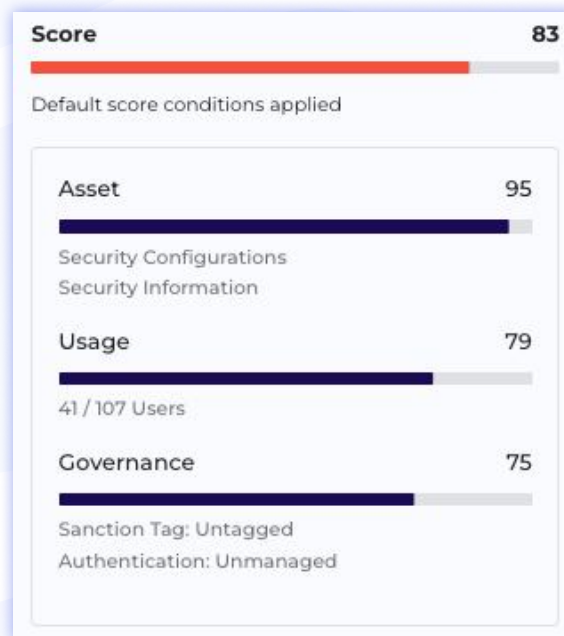 Score 83
Default score conditions applied
Asset 95
Security Configurations
Security Information
Usage 79
41 / 107 Users
Governance 75
Sanction Tag: Untagged
Authentication: Unmanaged